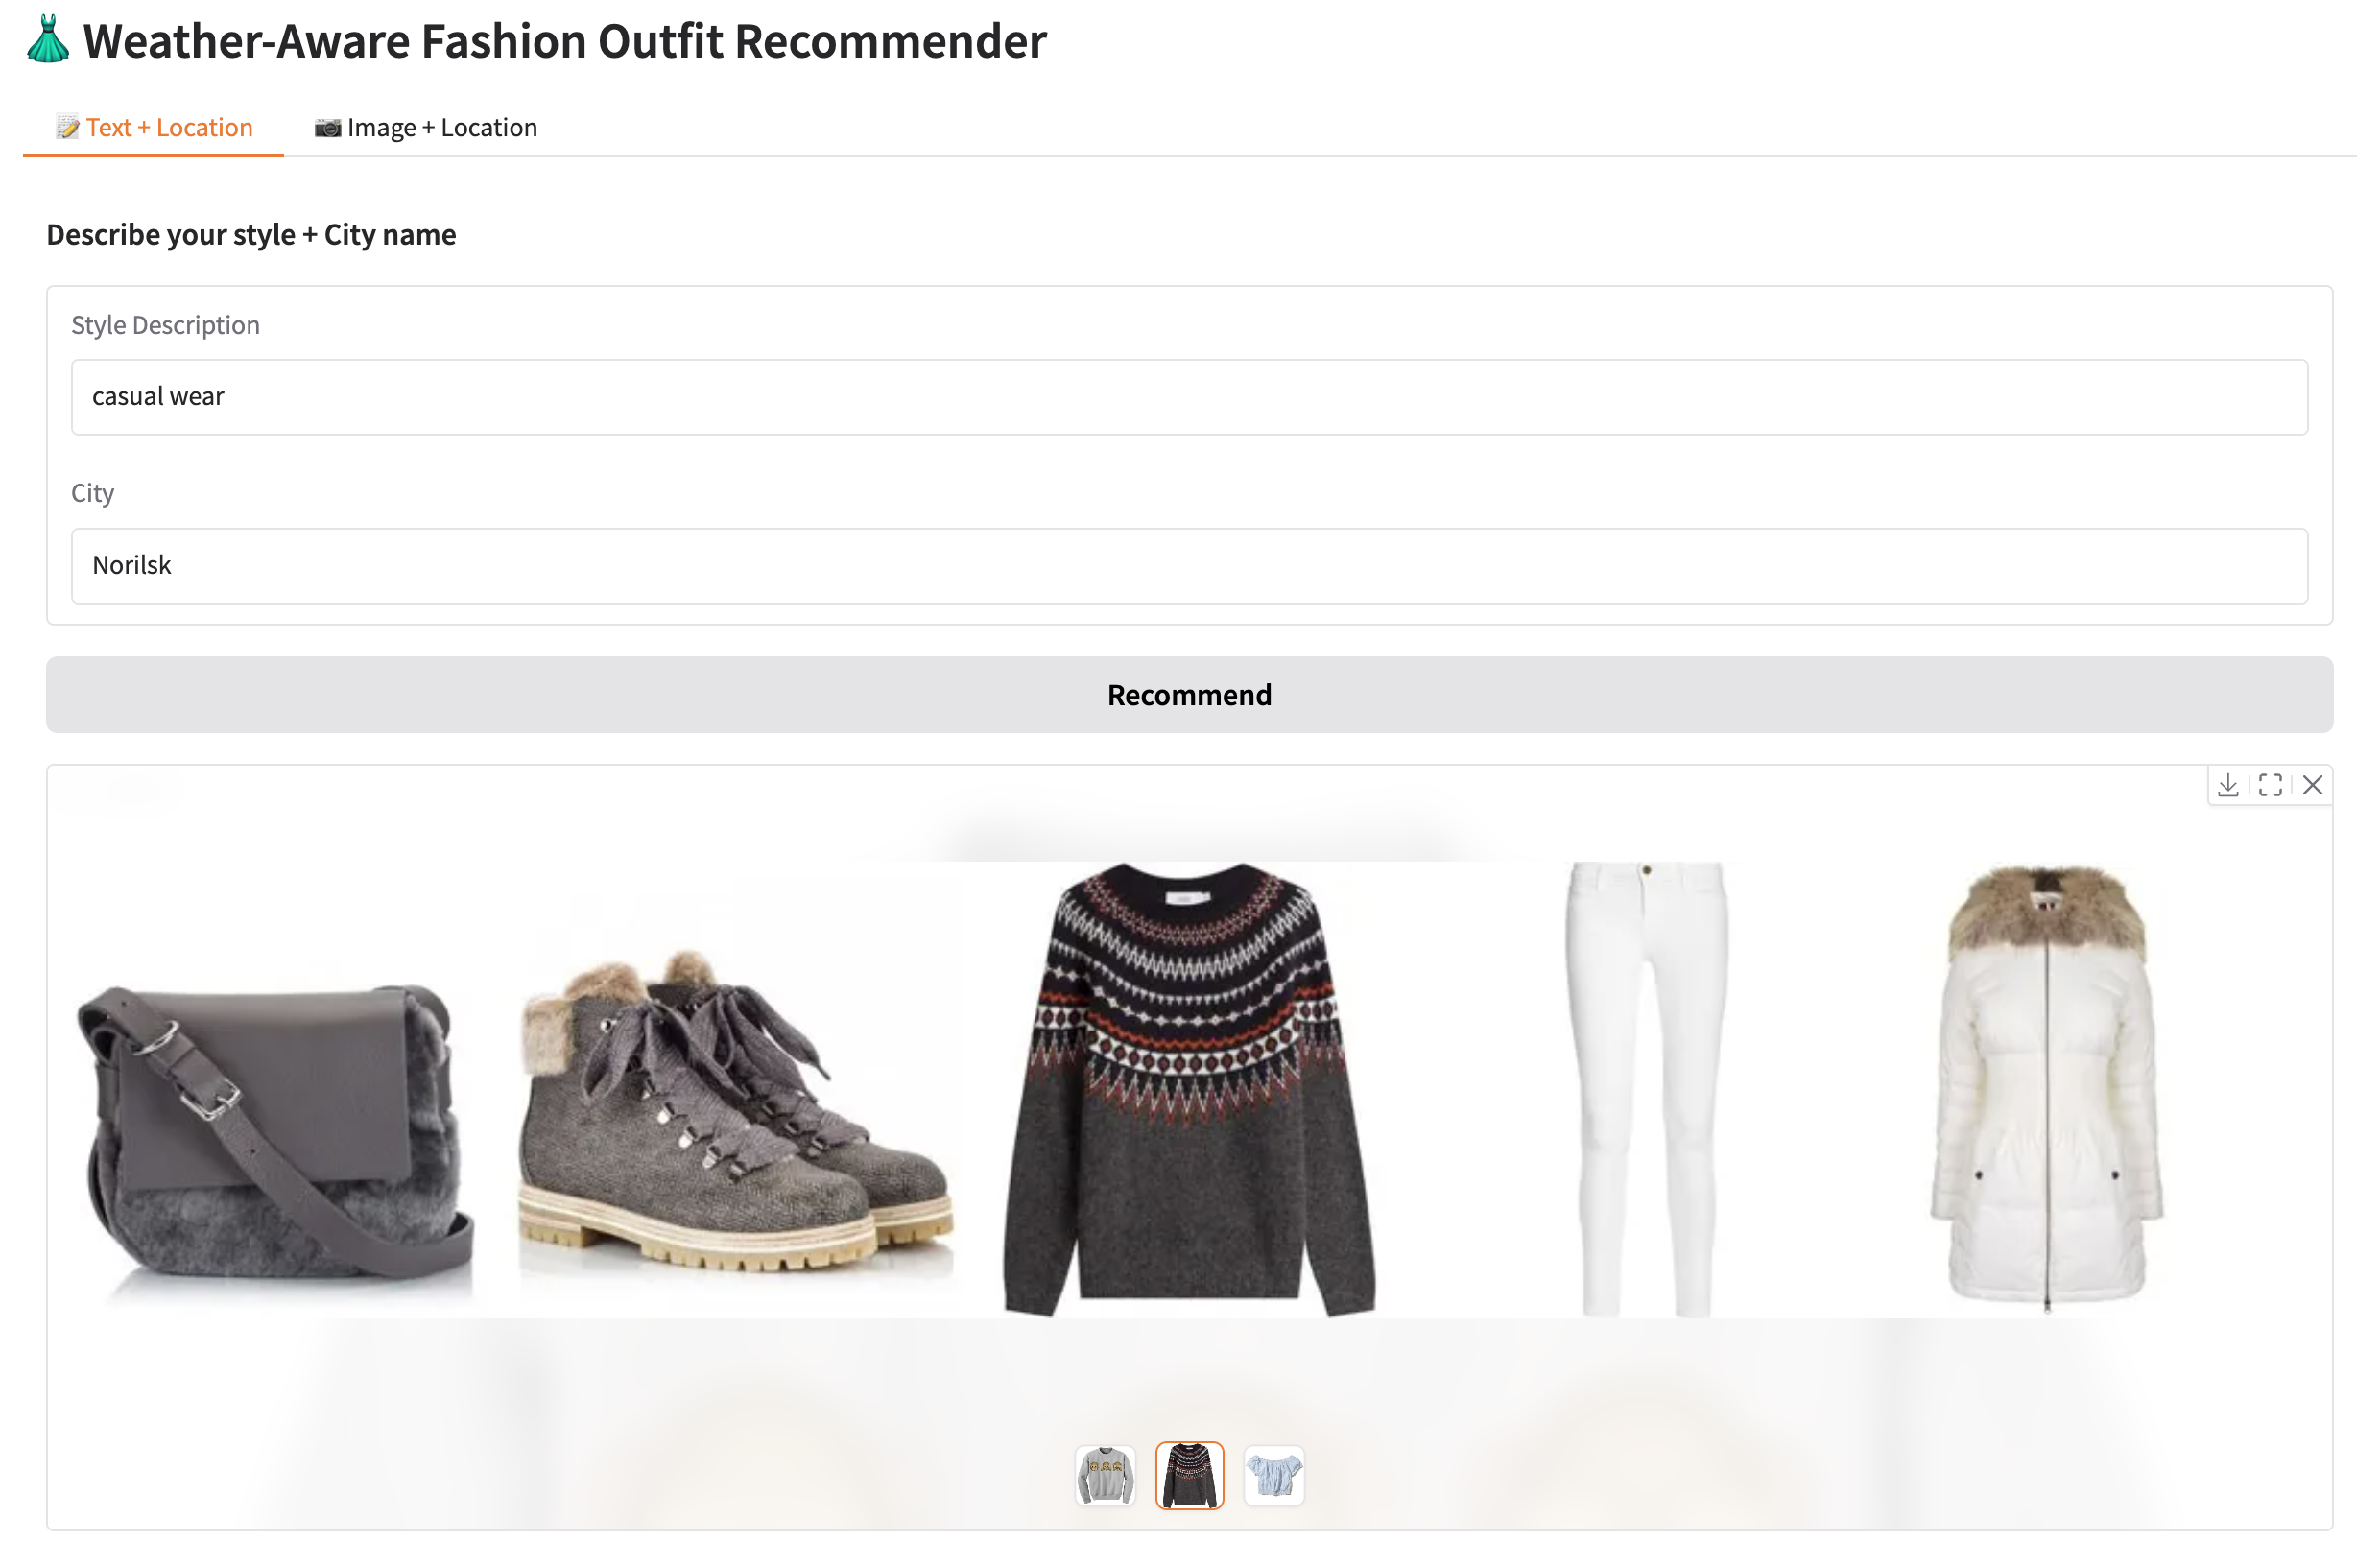 Weather-Aware Fashion Outfit Recommender
Text + Location
Image + Location
Describe your style + City name
Style Description
casual wear
City
Norilsk
Recommend